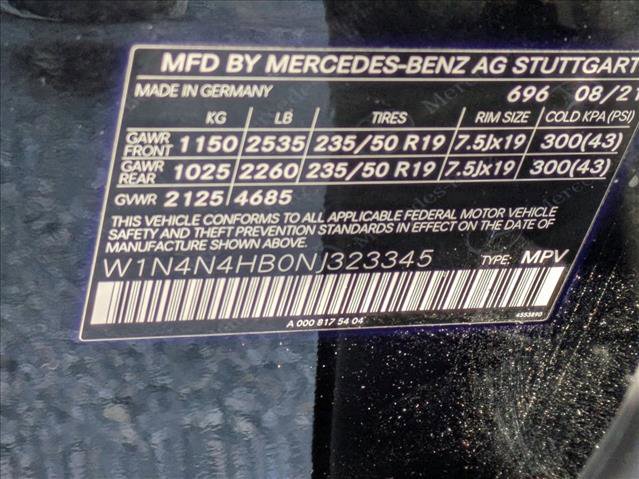 MFD BY MERCEDES-BENZ AG STUTTGART
MADE IN GERMANY 696 08/21
KG LB TIRES RIM SIZE COLD KPA (PSI)
GAWR FRONT 1150 2535 235/50 R19 7.5Jx19 300(43)
GAWR REAR 1025 2260 235/50 R19 7.5Jx19 300(43)
GVWR 2125 4685
THIS VEHICLE CONFORMS TO ALL APPLICABLE FEDERAL MOTOR VEHICLE
SAFETY AND THEFT PREVENTION STANDARDS IN EFFECT ON THE DATE OF
MANUFACTURE SHOWN ABOVE.
W1N4N4HB0NJ323345 TYPE: MPV
A 000 817 54 04 4553890